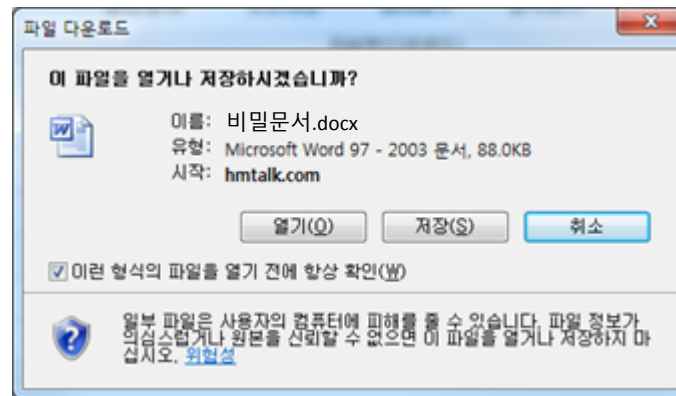 파일 다운로드
이 파일을 열거나 저장하시겠습니까?
이름: 비밀문서.docx
유형: Microsoft Word 97 - 2003 문서, 88.0KB
시작: hmtalk.com
열기(O)
저장(S)
취소
이런 형식의 파일을 열기 전에 항상 확인(W)
일부 파일은 사용자의 컴퓨터에 피해를 줄 수 있습니다. 파일 정보가
의심스럽거나 원본을 신뢰할 수 없으면 이 파일을 열거나 저장하지 마
십시오. 위험성